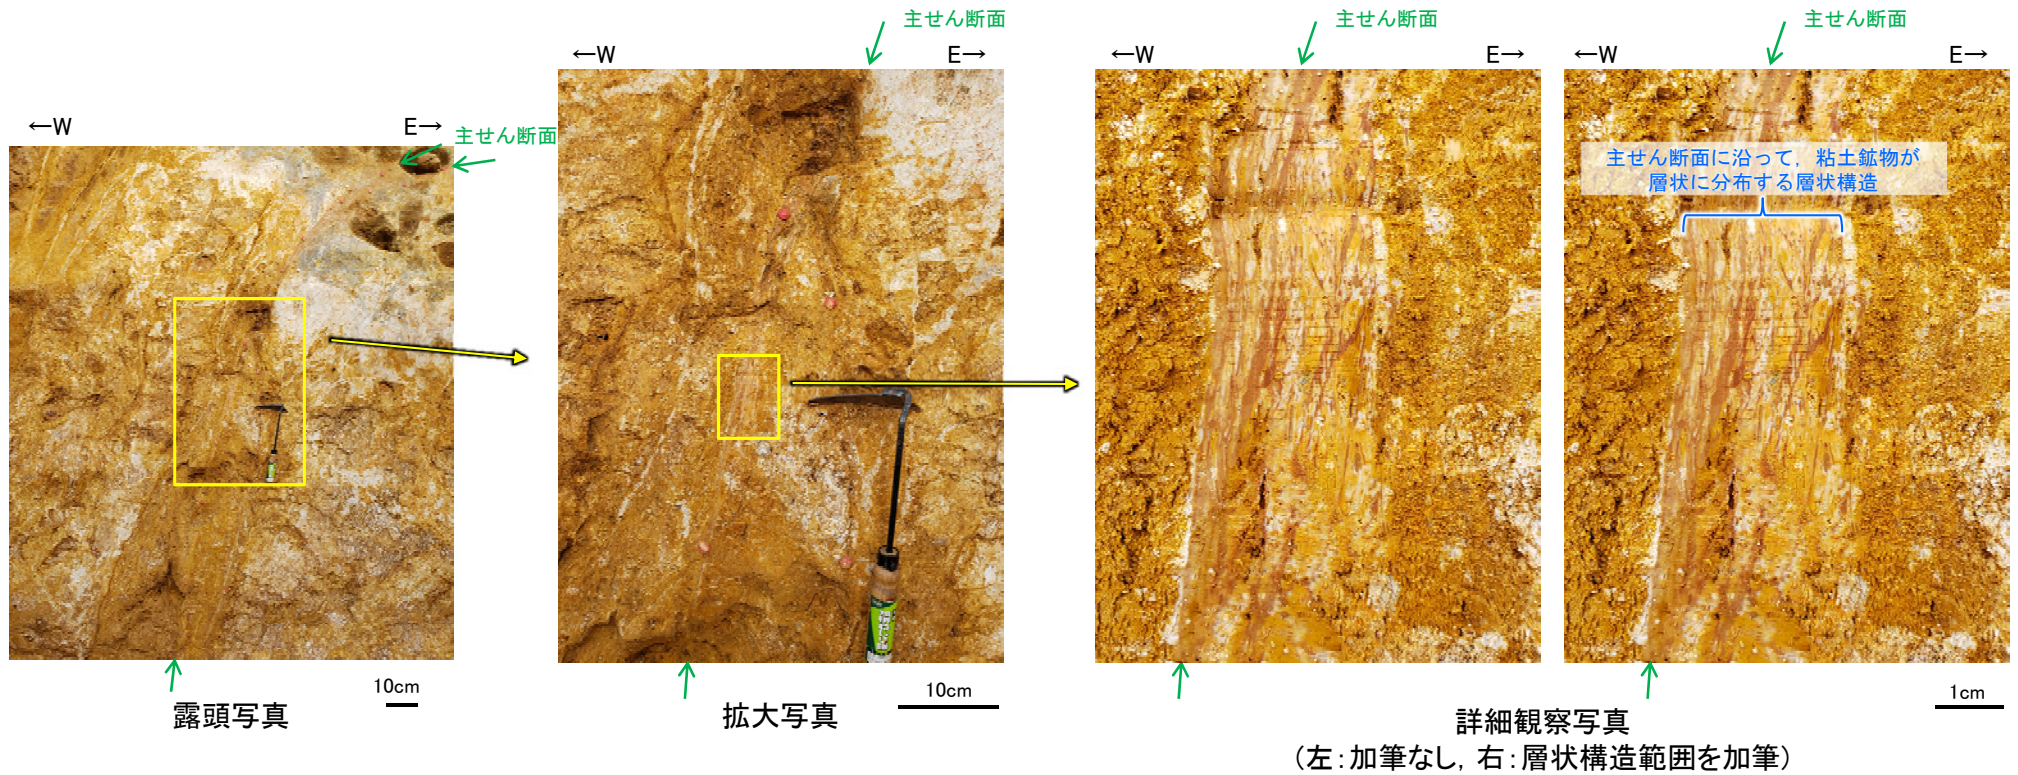 主せん断面
主せん断面
主せん断面
←W
E→
←W
E→
←W
E→
←W
E→
主せん断面
主せん断面に沿って，粘土鉱物が
層状に分布する層状構造
10cm
10cm
1cm
露頭写真
拡大写真
詳細観察写真
（左：加筆なし，右：層状構造範囲を加筆）